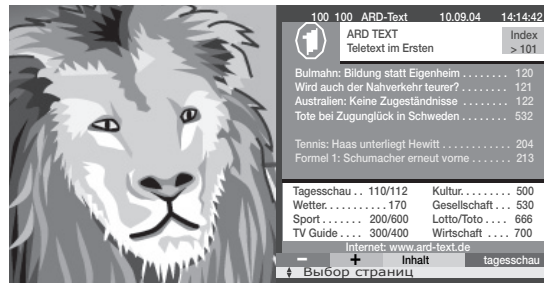 100 100 ARD-Text 10.09.04 14:14:42
ARD TEXT
Teletext im Ersten
Index
> 101
1
Bulmahn: Bildung statt Eigenheim ........ 120
Wird auch der Nahverkehr teurer? ....... 121
Australien: Keine Zugeständnisse ....... 122
Tote bei Zugunglück in Schweden ....... 532
Tennis: Haas unterliegt Hewitt ............ 204
Formel 1: Schumacher erneut vorne ...... 213
Tagesschau .. 110/112 Kultur......... 500
Wetter........... 170 Gesellschaft ... 530
Sport ....... 200/600 Lotto/Toto .... 666
TV Guide .... 300/400 Wirtschaft .... 700
Internet: www.ard-text.de
− + Inhalt tagesschau
Выбор страниц